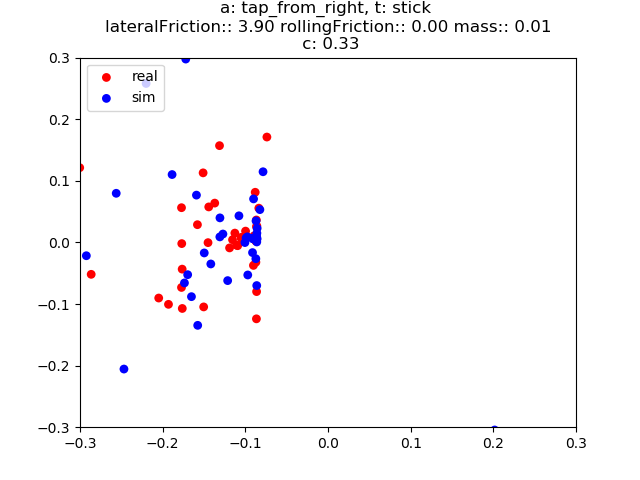 a: tap_from_right, t: stick
lateralFriction:: 3.90 rollingFriction:: 0.00 mass:: 0.01
c: 0.33
real
sim
0.3
0.2
0.1
0.0
−0.1
−0.2
−0.3
−0.3 −0.2 −0.1 0.0 0.1 0.2 0.3